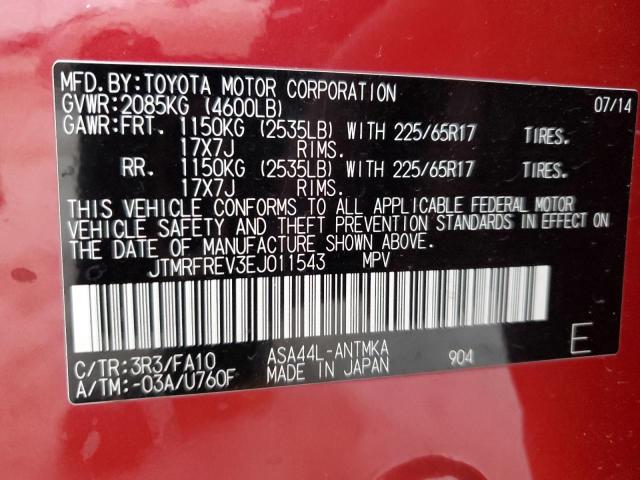 MFD.BY:TOYOTA MOTOR CORPORATION 07/14
GVWR:2085KG (4600LB)
GAWR:FRT. 1150KG (2535LB) WITH 225/65R17 TIRES.
17X7J RIMS.
RR. 1150KG (2535LB) WITH 225/65R17 TIRES.
17X7J RIMS.
THIS VEHICLE CONFORMS TO ALL APPLICABLE FEDERAL MOTOR
VEHICLE SAFETY AND THEFT PREVENTION STANDARDS IN EFFECT ON
THE DATE OF MANUFACTURE SHOWN ABOVE.
JTMRFREV3EJ011543 MPV
C/TR:3R3/FA10 ASA44L-ANTMKA 904 E
A/TM:-03A/U760F MADE IN JAPAN